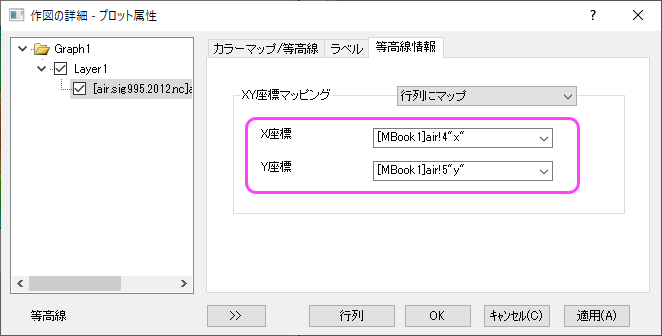 作図の詳細 - プロット属性
?
Graph1
Layer1
[air.sig995.2012.nc]a
カラーマップ/等高線
ラベル
等高線情報
XY座標マッピング
行列にマップ
X座標
[MBook1]air!4"x"
Y座標
[MBook1]air!5"y"
等高線
>>
行列
OK
キャンセル(C)
適用(A)